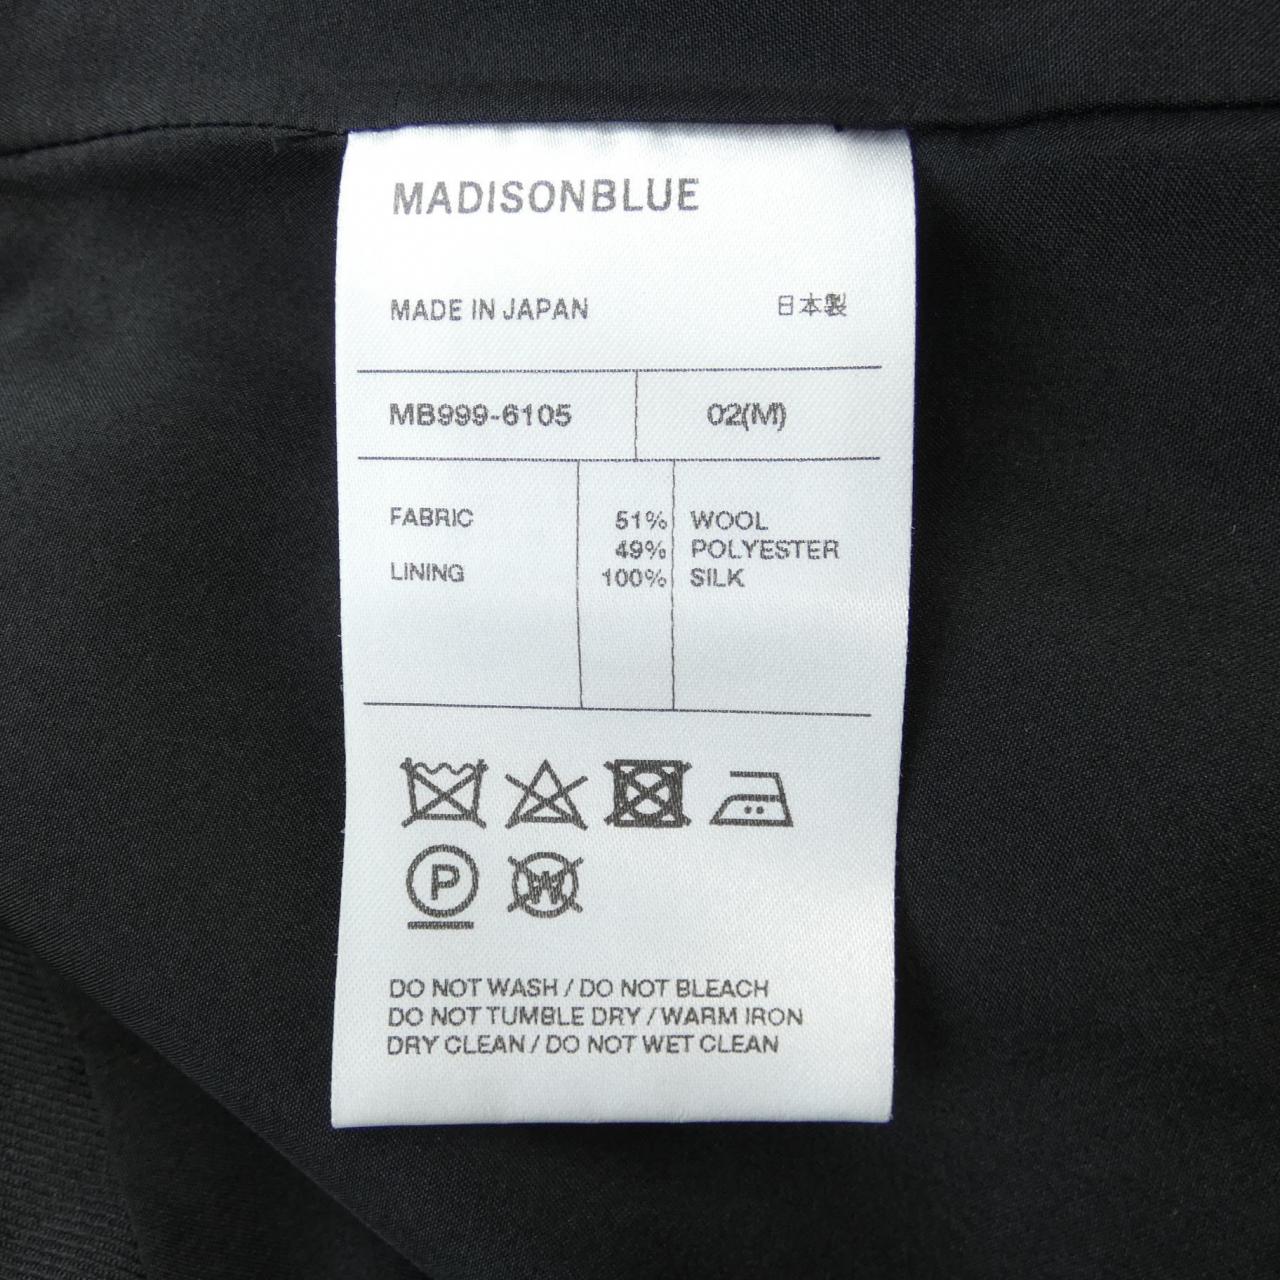 MADISONBLUE
MADE IN JAPAN 日本製
MB999-6105 02(M)
FABRIC 51% WOOL
49% POLYESTER
LINING 100% SILK
P W
DO NOT WASH / DO NOT BLEACH
DO NOT TUMBLE DRY / WARM IRON
DRY CLEAN / DO NOT WET CLEAN